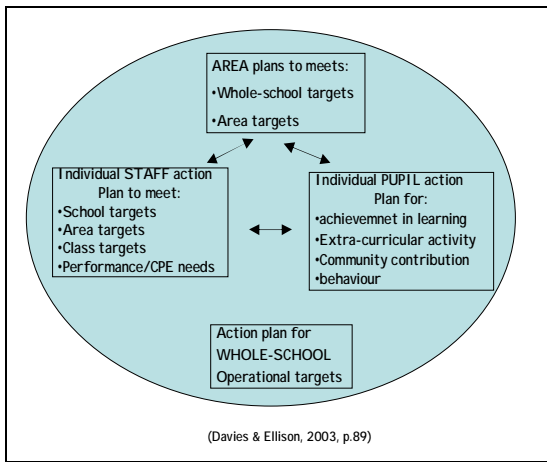 AREA plans to meets:
•Whole-school targets
•Area targets
Individual STAFF action
Plan to meet:
•School targets
•Area targets
•Class targets
•Performance/CPE needs
Individual PUPIL action
Plan for:
•achievemnet in learning
•Extra-curricular activity
•Community contribution
•behaviour
Action plan for
WHOLE-SCHOOL
Operational targets
(Davies & Ellison, 2003, p.89)